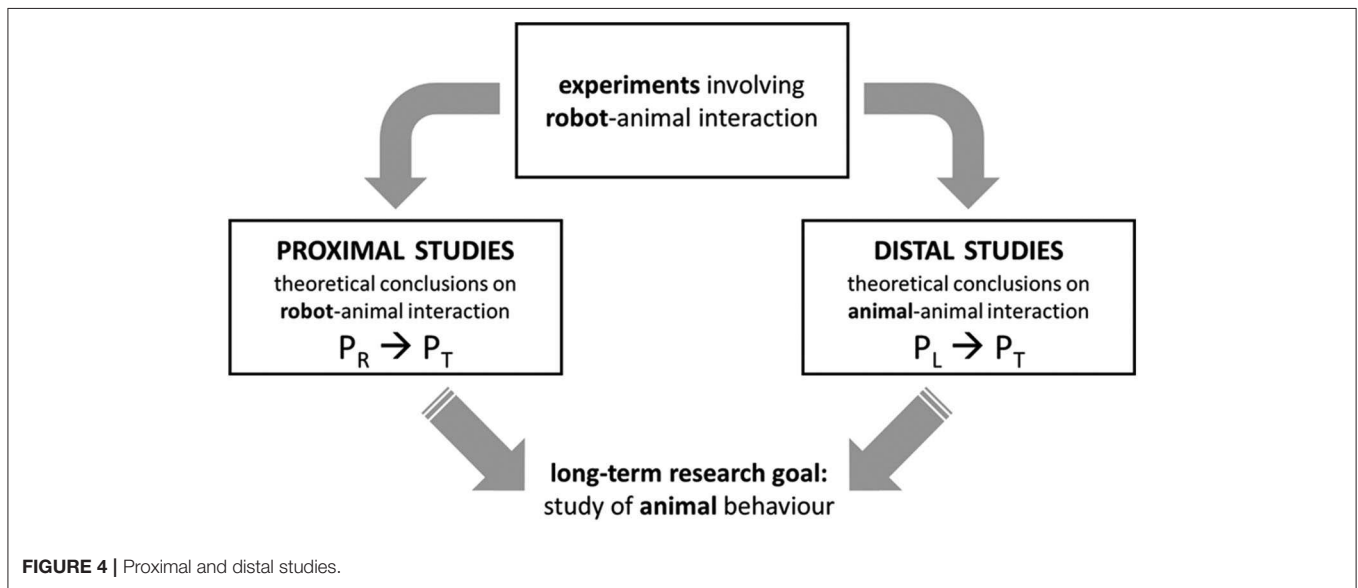 experiments involving
robot-animal interaction
PROXIMAL STUDIES
theoretical conclusions on
robot-animal interaction
P_R → P_T
DISTAL STUDIES
theoretical conclusions on
animal-animal interaction
P_L → P_T
long-term research goal:
study of animal behaviour
FIGURE 4 | Proximal and distal studies.